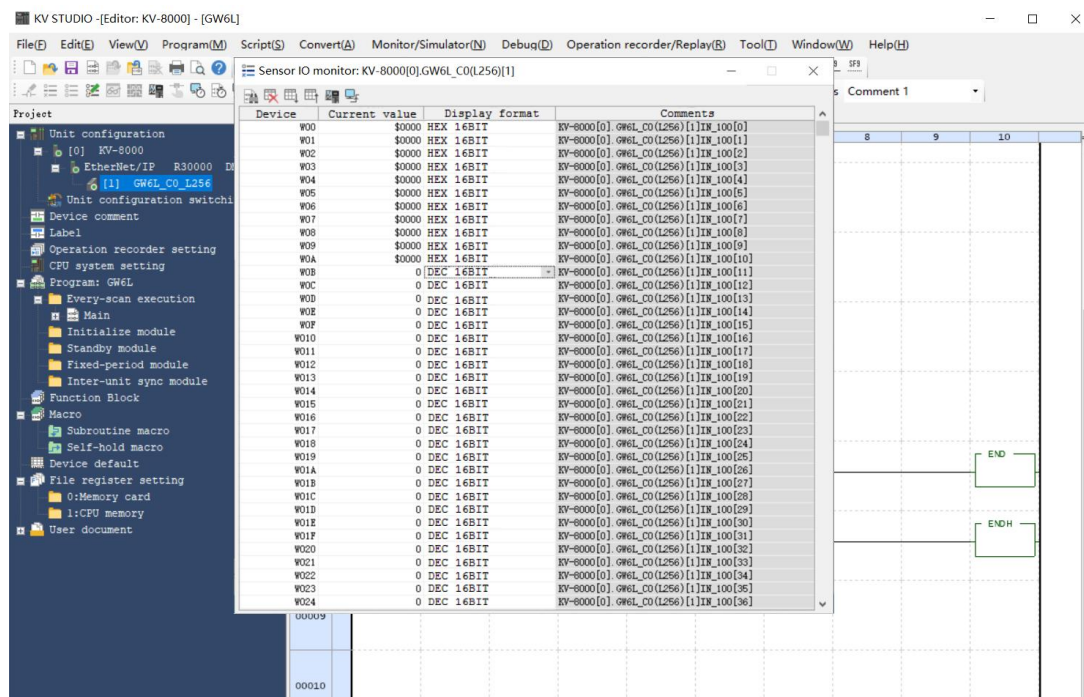 KV STUDIO -[Editor: KV-8000] - [GW6L]
File(F) Edit(E) View(V) Program(M) Script(S) Convert(A) Monitor/Simulator(N) Debug(D) Operation recorder/Replay(R) Tool(T) Window(W) Help(H)
Sensor IO monitor: KV-8000[0].GW6L_C0(L256)[1]
SF9
s Comment 1
Project
Unit configuration
[0] KV-8000
EtherNet/IP R30000 D
[1] GW6L_C0_L256
Unit configuration switchi
Device comment
Label
Operation recorder setting
CPU system setting
Program: GW6L
Every-scan execution
Main
Initialize module
Standby module
Fixed-period module
Inter-unit sync module
Function Block
Macro
Subroutine macro
Self-hold macro
Device default
File register setting
0:Memory card
1:CPU memory
User document
Device Current value Display format Comments
W00 $0000 HEX 16BIT KV-8000[0].GW6L_C0(L256)[1]IN_100[0]
W01 $0000 HEX 16BIT KV-8000[0].GW6L_C0(L256)[1]IN_100[1]
W02 $0000 HEX 16BIT KV-8000[0].GW6L_C0(L256)[1]IN_100[2]
W03 $0000 HEX 16BIT KV-8000[0].GW6L_C0(L256)[1]IN_100[3]
W04 $0000 HEX 16BIT KV-8000[0].GW6L_C0(L256)[1]IN_100[4]
W05 $0000 HEX 16BIT KV-8000[0].GW6L_C0(L256)[1]IN_100[5]
W06 $0000 HEX 16BIT KV-8000[0].GW6L_C0(L256)[1]IN_100[6]
W07 $0000 HEX 16BIT KV-8000[0].GW6L_C0(L256)[1]IN_100[7]
W08 $0000 HEX 16BIT KV-8000[0].GW6L_C0(L256)[1]IN_100[8]
W09 $0000 HEX 16BIT KV-8000[0].GW6L_C0(L256)[1]IN_100[9]
W0A $0000 HEX 16BIT KV-8000[0].GW6L_C0(L256)[1]IN_100[10]
W0B 0 DEC 16BIT KV-8000[0].GW6L_C0(L256)[1]IN_100[11]
W0C 0 DEC 16BIT KV-8000[0].GW6L_C0(L256)[1]IN_100[12]
W0D 0 DEC 16BIT KV-8000[0].GW6L_C0(L256)[1]IN_100[13]
W0E 0 DEC 16BIT KV-8000[0].GW6L_C0(L256)[1]IN_100[14]
W0F 0 DEC 16BIT KV-8000[0].GW6L_C0(L256)[1]IN_100[15]
W010 0 DEC 16BIT KV-8000[0].GW6L_C0(L256)[1]IN_100[16]
W011 0 DEC 16BIT KV-8000[0].GW6L_C0(L256)[1]IN_100[17]
W012 0 DEC 16BIT KV-8000[0].GW6L_C0(L256)[1]IN_100[18]
W013 0 DEC 16BIT KV-8000[0].GW6L_C0(L256)[1]IN_100[19]
W014 0 DEC 16BIT KV-8000[0].GW6L_C0(L256)[1]IN_100[20]
W015 0 DEC 16BIT KV-8000[0].GW6L_C0(L256)[1]IN_100[21]
W016 0 DEC 16BIT KV-8000[0].GW6L_C0(L256)[1]IN_100[22]
W017 0 DEC 16BIT KV-8000[0].GW6L_C0(L256)[1]IN_100[23]
W018 0 DEC 16BIT KV-8000[0].GW6L_C0(L256)[1]IN_100[24]
W019 0 DEC 16BIT KV-8000[0].GW6L_C0(L256)[1]IN_100[25]
W01A 0 DEC 16BIT KV-8000[0].GW6L_C0(L256)[1]IN_100[26]
W01B 0 DEC 16BIT KV-8000[0].GW6L_C0(L256)[1]IN_100[27]
W01C 0 DEC 16BIT KV-8000[0].GW6L_C0(L256)[1]IN_100[28]
W01D 0 DEC 16BIT KV-8000[0].GW6L_C0(L256)[1]IN_100[29]
W01E 0 DEC 16BIT KV-8000[0].GW6L_C0(L256)[1]IN_100[30]
W01F 0 DEC 16BIT KV-8000[0].GW6L_C0(L256)[1]IN_100[31]
W020 0 DEC 16BIT KV-8000[0].GW6L_C0(L256)[1]IN_100[32]
W021 0 DEC 16BIT KV-8000[0].GW6L_C0(L256)[1]IN_100[33]
W022 0 DEC 16BIT KV-8000[0].GW6L_C0(L256)[1]IN_100[34]
W023 0 DEC 16BIT KV-8000[0].GW6L_C0(L256)[1]IN_100[35]
W024 0 DEC 16BIT KV-8000[0].GW6L_C0(L256)[1]IN_100[36]
8 9 10
END
ENDH
00009
00010